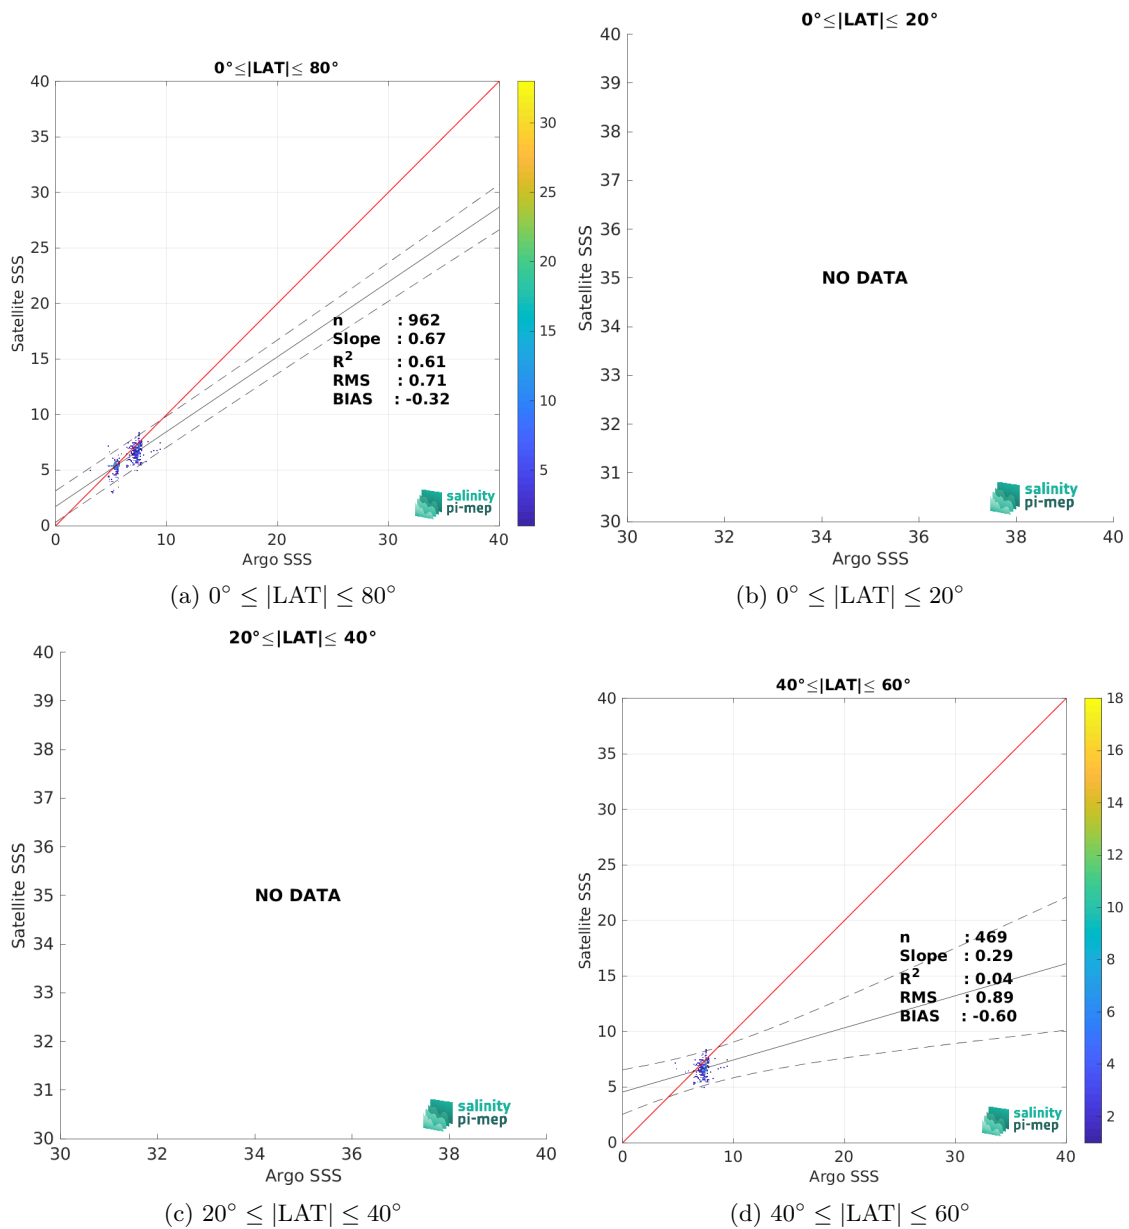 0°≤|LAT|≤ 80°
40
35
30
25
20
15
10
5
0
0
10
20
30
40
Satellite SSS
Argo SSS
n : 962
Slope : 0.67
R² : 0.61
RMS : 0.71
BIAS : -0.32
salinity
pi-mep
30
25
20
15
10
5
(a) 0° ≤ |LAT| ≤ 80°
0°≤|LAT|≤ 20°
40
39
38
37
36
35
34
33
32
31
30
30
32
34
36
38
40
Satellite SSS
Argo SSS
NO DATA
salinity
pi-mep
(b) 0° ≤ |LAT| ≤ 20°
20°≤|LAT|≤ 40°
40
39
38
37
36
35
34
33
32
31
30
30
32
34
36
38
40
Satellite SSS
Argo SSS
NO DATA
salinity
pi-mep
(c) 20° ≤ |LAT| ≤ 40°
40°≤|LAT|≤ 60°
40
35
30
25
20
15
10
5
0
0
10
20
30
40
Satellite SSS
Argo SSS
n : 469
Slope : 0.29
R² : 0.04
RMS : 0.89
BIAS : -0.60
salinity
pi-mep
18
16
14
12
10
8
6
4
2
(d) 40° ≤ |LAT| ≤ 60°